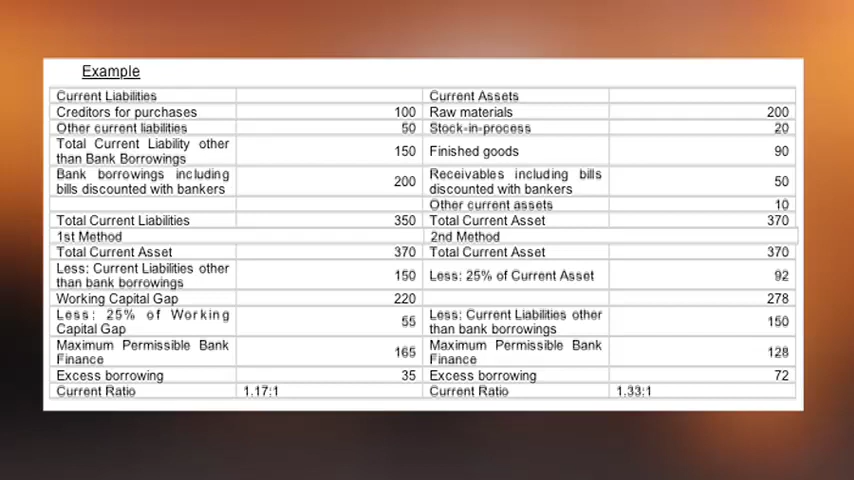 Example
Current Liabilities Current Assets
Creditors for purchases 100 Raw materials 200
Other current liabilities 50 Stock-in-process 20
Total Current Liability other
than Bank Borrowings 150 Finished goods 90
Bank borrowings including
bills discounted with bankers 200 Receivables including bills
discounted with bankers 50
Other current assets 10
Total Current Liabilities 350 Total Current Asset 370
1st Method 2nd Method
Total Current Asset 370 Total Current Asset 370
Less: Current Liabilities other
than bank borrowings 150 Less: 25% of Current Asset 92
Working Capital Gap 220 278
Less: 25% of Working
Capital Gap 55 Less: Current Liabilities other
than bank borrowings 150
Maximum Permissible Bank
Finance 165 Maximum Permissible Bank
Finance 128
Excess borrowing 35 Excess borrowing 72
Current Ratio 1.17:1 Current Ratio 1.33:1